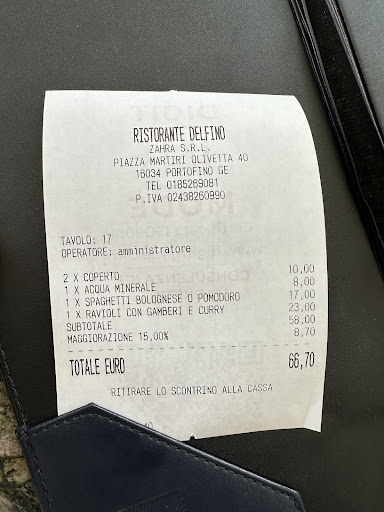 RISTORANTE DELFINO
ZAHRA S.R.L.
PIAZZA MARTIRI OLIVETTA 40
16034 PORTOFINO GE
TEL 0185269081
P.IVA 02438260990
TAVOLO: 17
OPERATORE: amministratore
2 X COPERTO 10,00
1 X ACQUA MINERALE 8,00
1 X SPAGHETTI BOLOGNESE O POMODORO 17,00
1 X RAVIOLI CON GAMBERI E CURRY 23,00
SUBTOTALE 58,00
MAGGIORAZIONE 15,00% 8,70
TOTALE EURO 66,70
RITIRARE LO SCONTRINO ALLA CASSA